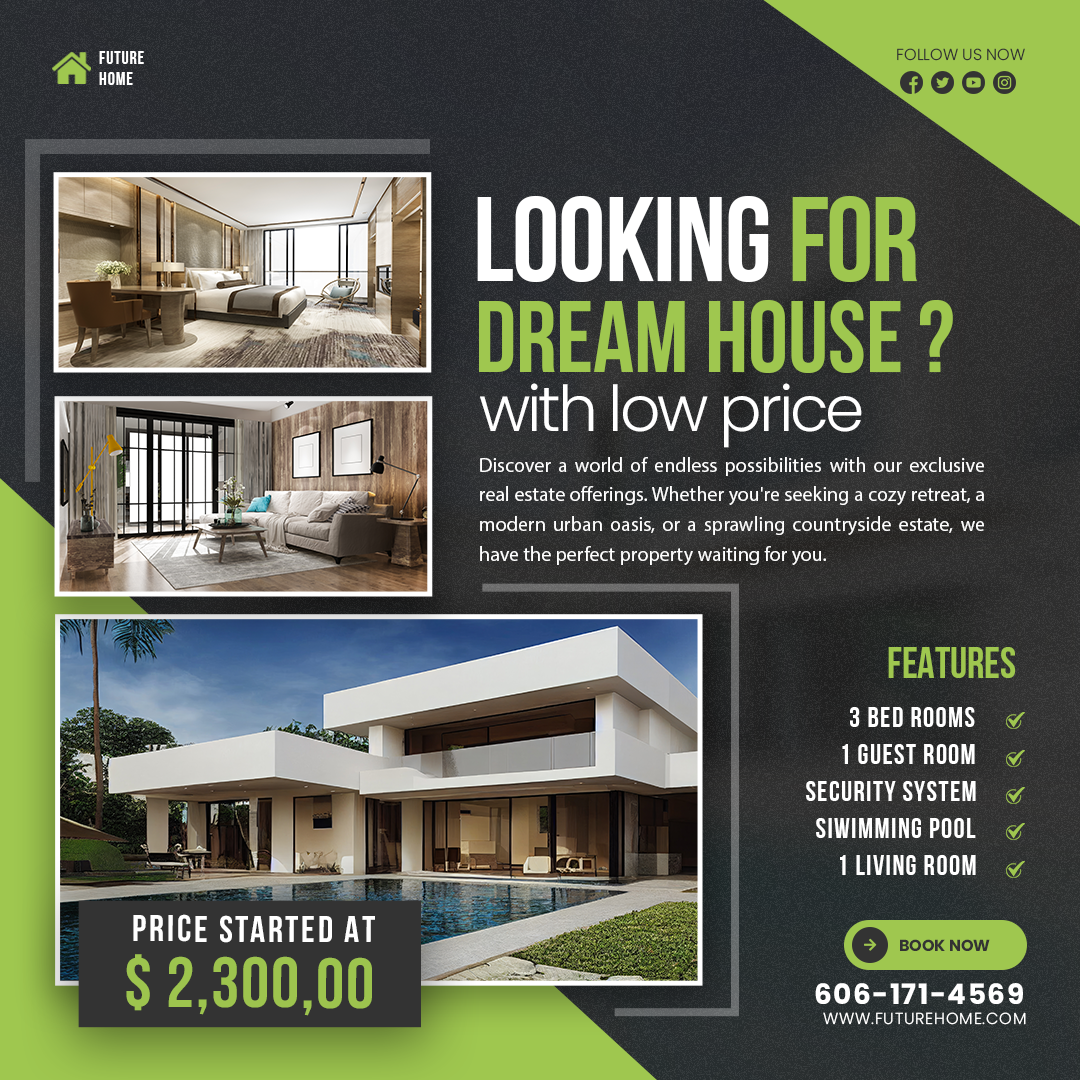 FUTURE
HOME
FOLLOW US NOW
LOOKING FOR
DREAM HOUSE ?
with low price
Discover a world of endless possibilities with our exclusive
real estate offerings. Whether you're seeking a cozy retreat, a
modern urban oasis, or a sprawling countryside estate, we
have the perfect property waiting for you.
FEATURES
3 BED ROOMS
1 GUEST ROOM
SECURITY SYSTEM
SIWIMMING POOL
1 LIVING ROOM
PRICE STARTED AT
$ 2,300,00
BOOK NOW
606-171-4569
WWW.FUTUREHOME.COM